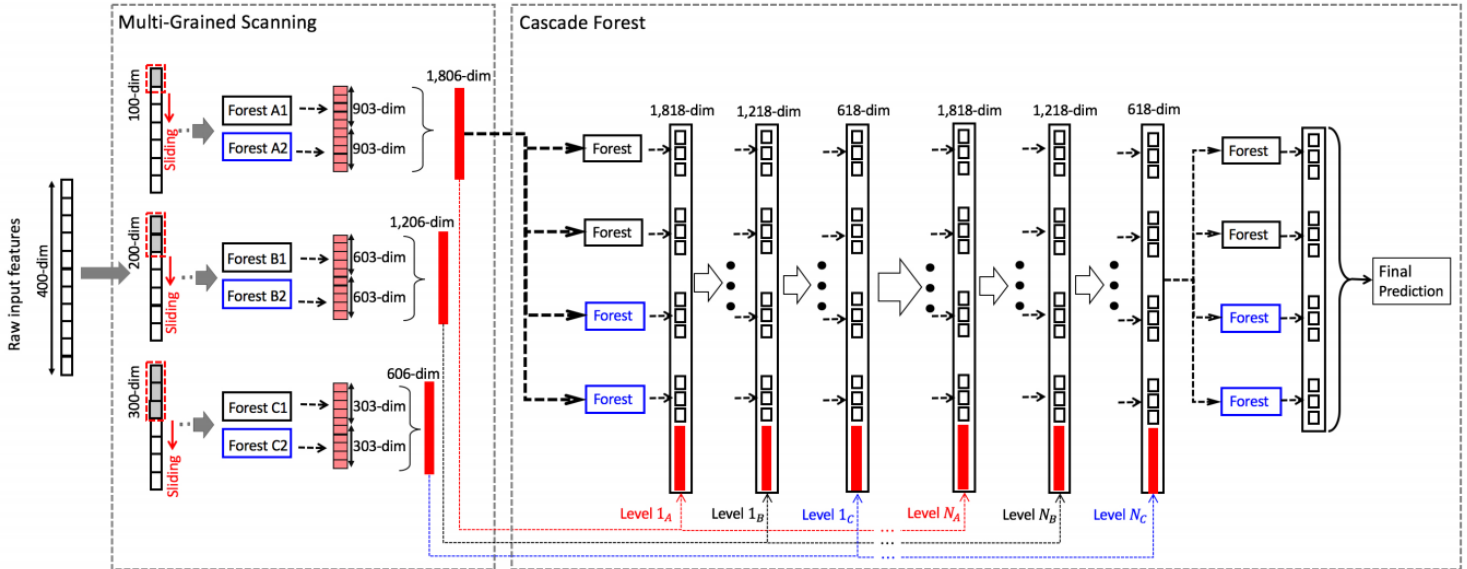 Multi-Grained Scanning
Cascade Forest
Raw input features
400-dim
100-dim
Sliding
Forest A1
Forest A2
903-dim
903-dim
1,806-dim
200-dim
Sliding
Forest B1
Forest B2
603-dim
603-dim
1,206-dim
300-dim
Sliding
Forest C1
Forest C2
303-dim
303-dim
606-dim
Forest
Forest
Forest
Forest
1,818-dim
1,218-dim
618-dim
1,818-dim
1,218-dim
618-dim
Level 1A
Level 1B
Level 1C
Level NA
Level NB
Level NC
...
...
...
Forest
Forest
Forest
Forest
Final
Prediction